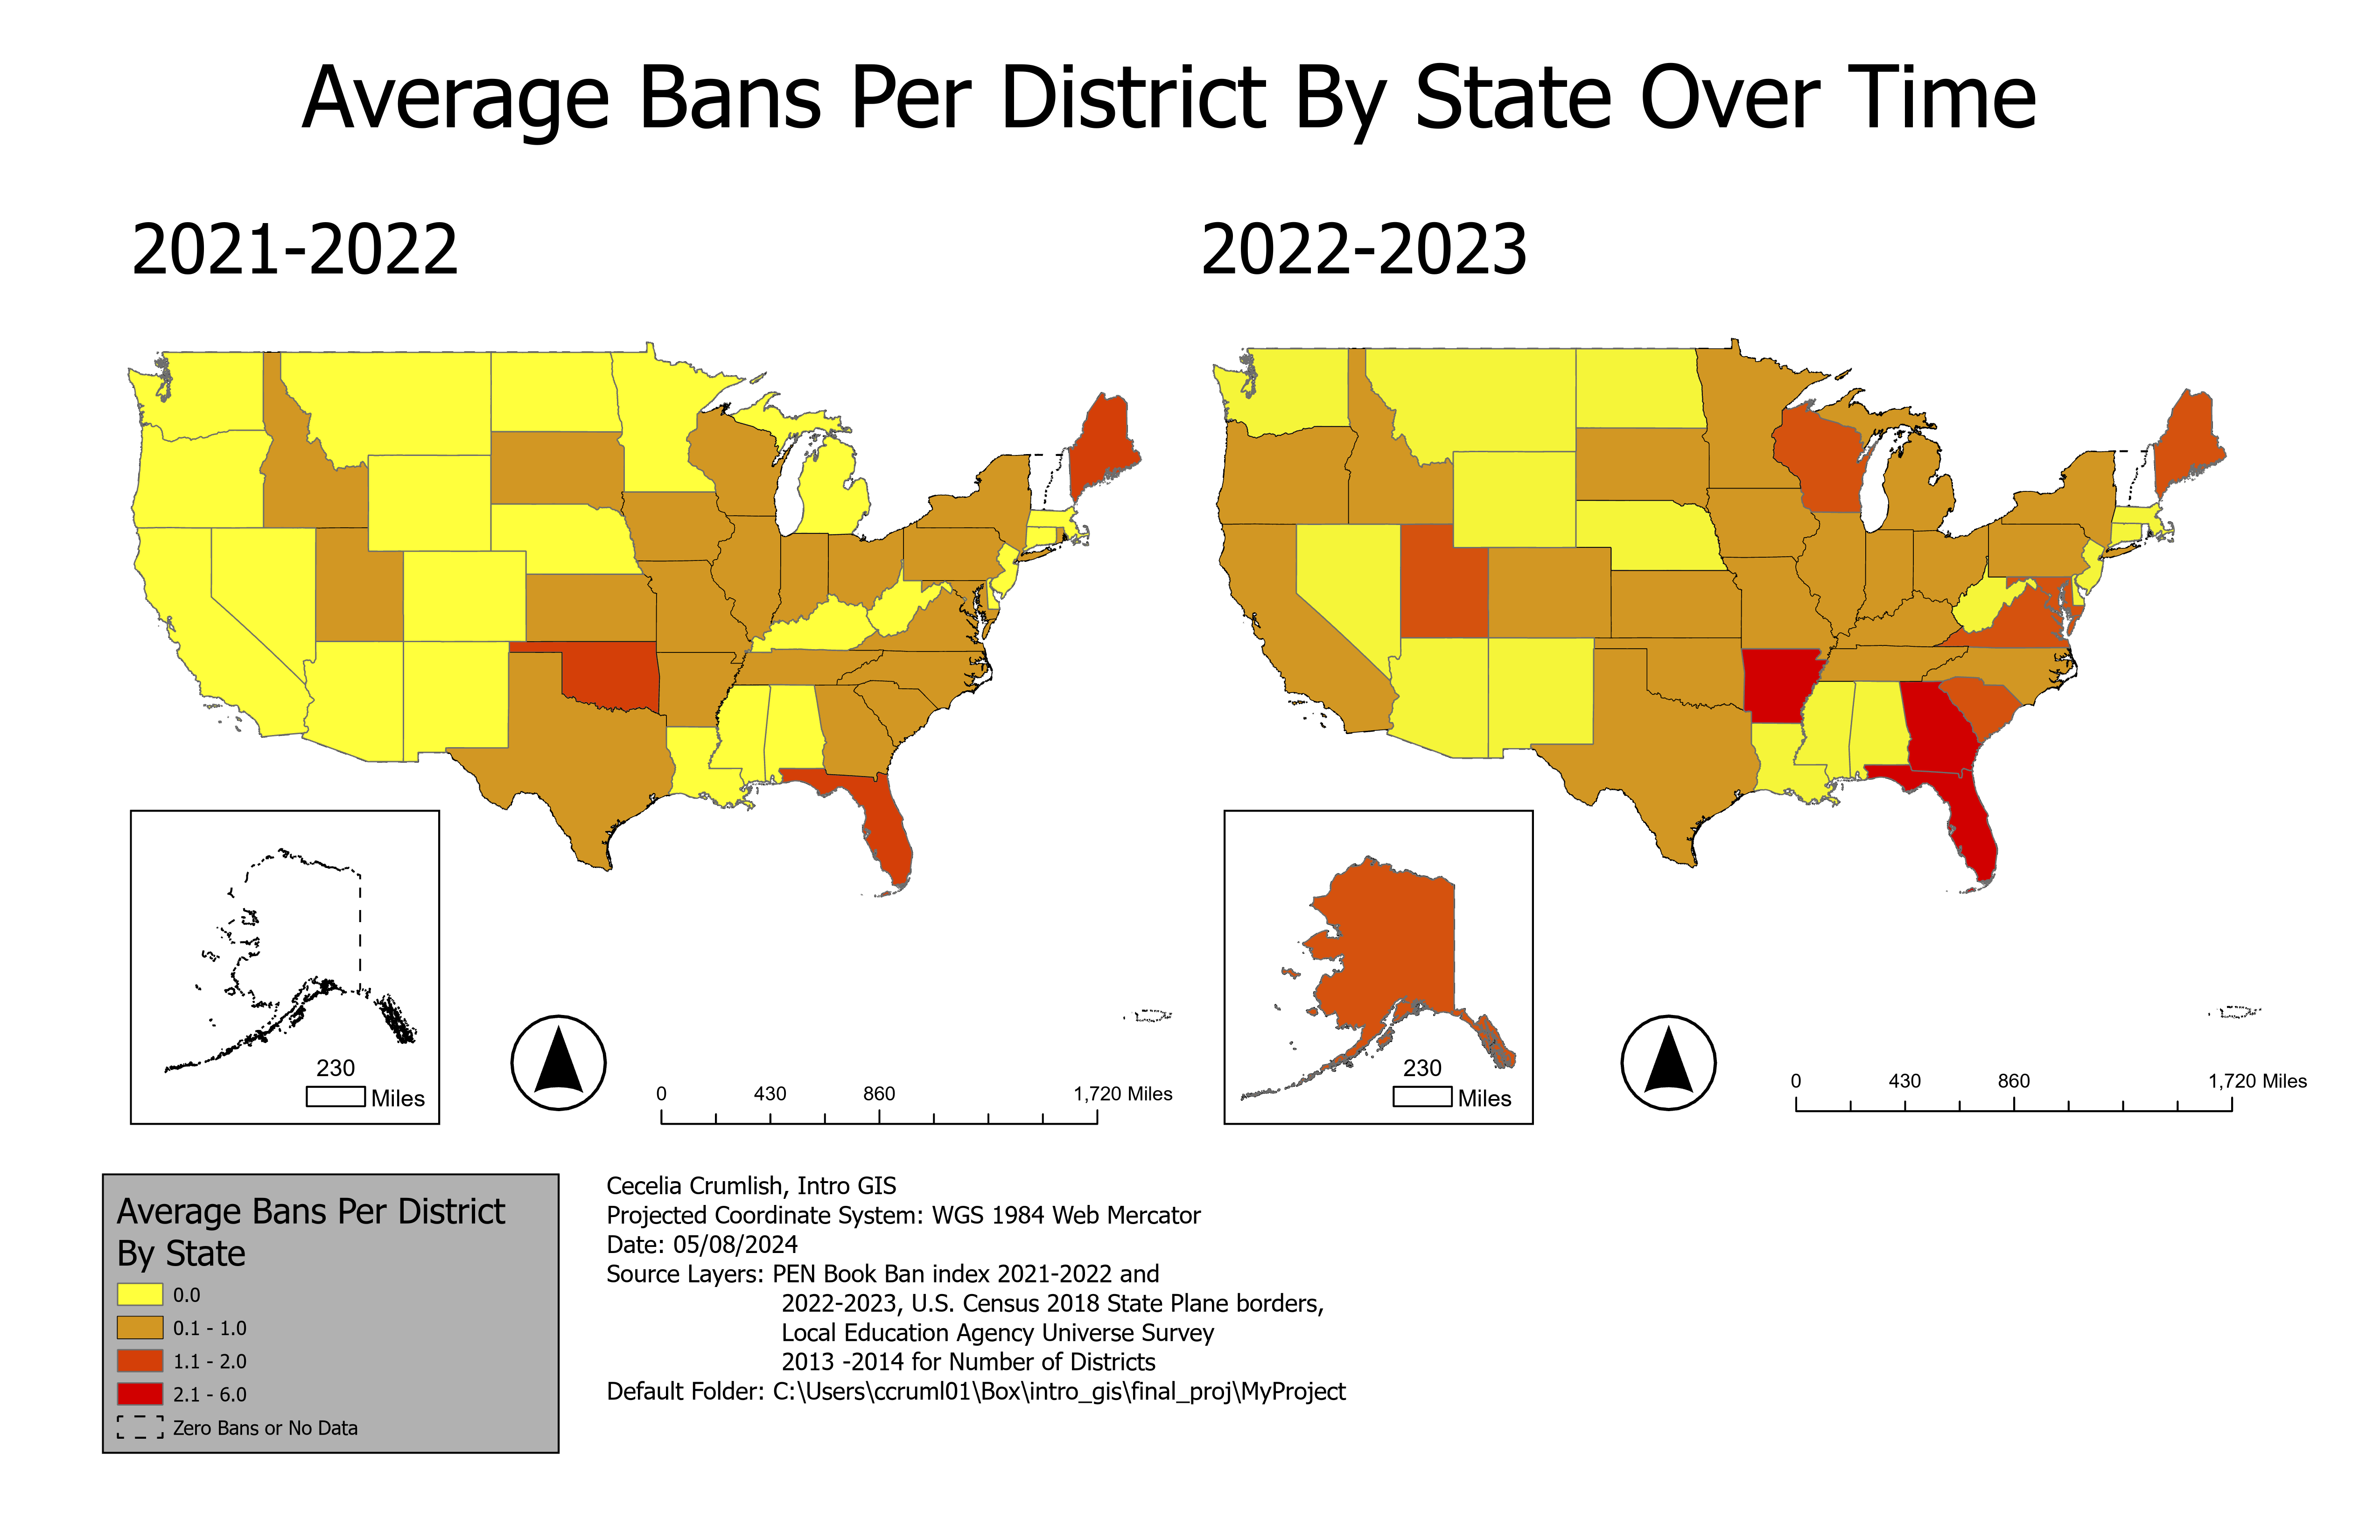 Average Bans Per District By State Over Time
2021-2022
2022-2023
230
Miles
0 430 860 1,720 Miles
230
Miles
0 430 860 1,720 Miles
Average Bans Per District
By State
0.0
0.1 - 1.0
1.1 - 2.0
2.1 - 6.0
Zero Bans or No Data
Cecelia Crumlish, Intro GIS
Projected Coordinate System: WGS 1984 Web Mercator
Date: 05/08/2024
Source Layers: PEN Book Ban index 2021-2022 and
2022-2023, U.S. Census 2018 State Plane borders,
Local Education Agency Universe Survey
2013 -2014 for Number of Districts
Default Folder: C:\Users\ccruml01\Box\intro_gis\final_proj\MyProject